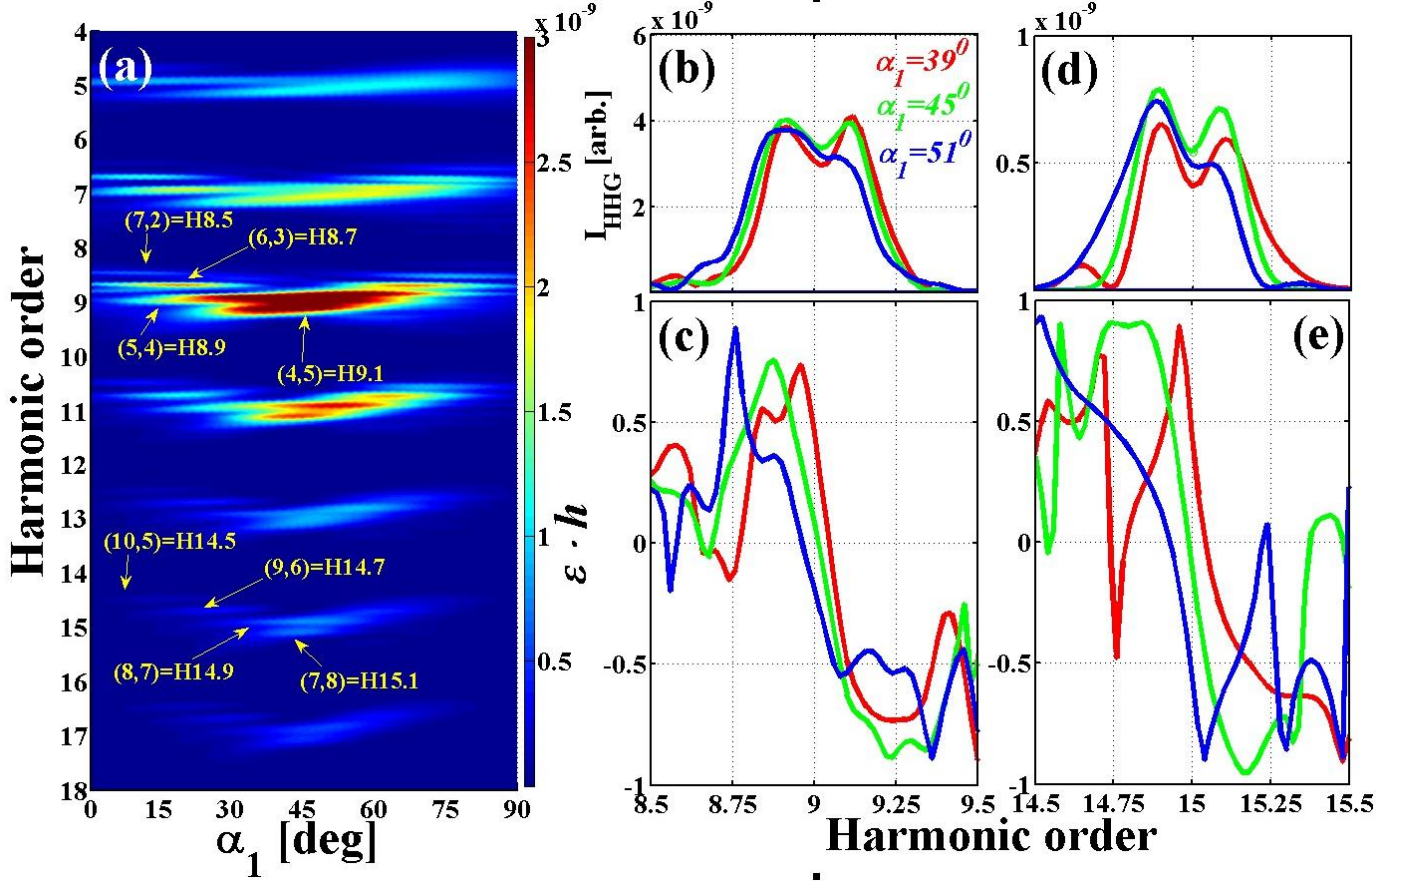 (a)
4
5
6
7
8
9
10
11
12
13
14
15
16
17
18
Harmonic order
(7,2)=H8.5
(6,3)=H8.7
(5,4)=H8.9
(4,5)=H9.1
(10,5)=H14.5
(9,6)=H14.7
(8,7)=H14.9
(7,8)=H15.1
0 15 30 45 60 75 90
α1 [deg]
x 10-9
3
2.5
2
1.5
1
0.5
x 10-9
(b)
6
4
2
IHHG [arb.]
α1=390
α1=450
α1=510
x 10-9
(d)
1
0.5
(c)
1
0.5
0
-0.5
-1
ε · h
8.5 8.75 9 9.25 9.5
(e)
1
0.5
0
-0.5
-1
14.5 14.75 15 15.25 15.5
Harmonic order